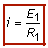 i = E₁/R₁